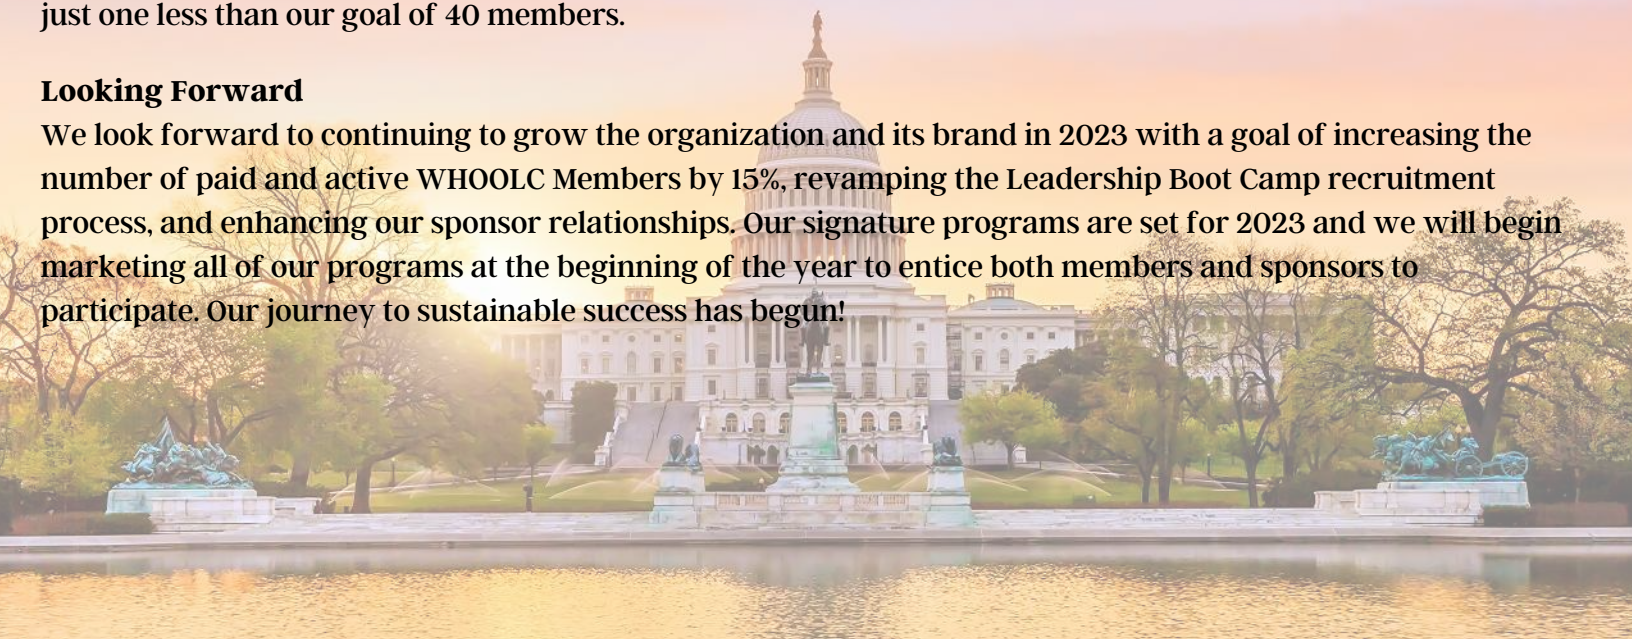 just one less than our goal of 40 members.
Looking Forward
We look forward to continuing to grow the organization and its brand in 2023 with a goal of increasing the
number of paid and active WHOOLC Members by 15%, revamping the Leadership Boot Camp recruitment
process, and enhancing our sponsor relationships. Our signature programs are set for 2023 and we will begin
marketing all of our programs at the beginning of the year to entice both members and sponsors to
participate. Our journey to sustainable success has begun!